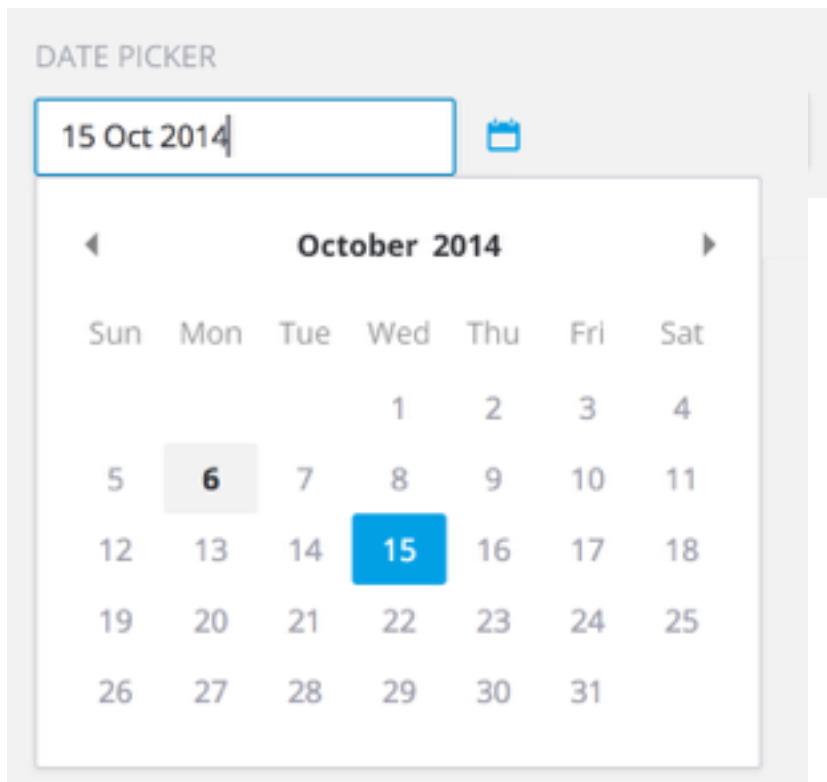 DATE PICKER
15 Oct 2014
October 2014
Sun Mon Tue Wed Thu Fri Sat
1 2 3 4
5 6 7 8 9 10 11
12 13 14 15 16 17 18
19 20 21 22 23 24 25
26 27 28 29 30 31